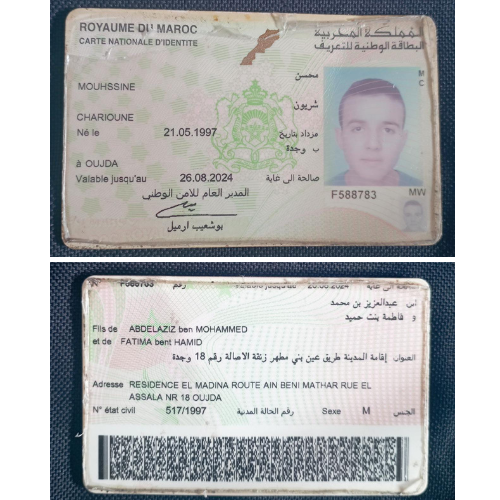 ROYAUME DU MAROC
المملكة المغربية
CARTE NATIONALE D'IDENTITE
البطاقة الوطنية للتعريف
محسن
MOUHSSINE
شريون
CHARIOUNE
Né le 21.05.1997 مزداد بتاريخ
ب وجدة
à OUJDA
Valable jusqu'au 26.08.2024 صالحة الى غاية
المدير العام للامن الوطني
بوشعيب ارميل
F588783
MW
M
C
F588783 رقم 26.08.2024 صالحة الى غاية
ابن عبدالعزيز بن محمد
و فاطمة بنت حميد
Fils de ABDELAZIZ ben MOHAMMED
et de FATIMA bent HAMID
العنوان إقامة المدينة طريق عين بني مطهر زنقة الاصالة رقم 18 وجدة
Adresse RESIDENCE EL MADINA ROUTE AIN BENI MATHAR RUE EL
ASSALA NR 18 OUJDA
N° état civil 517/1997 رقم الحالة المدنية Sexe M الجنس